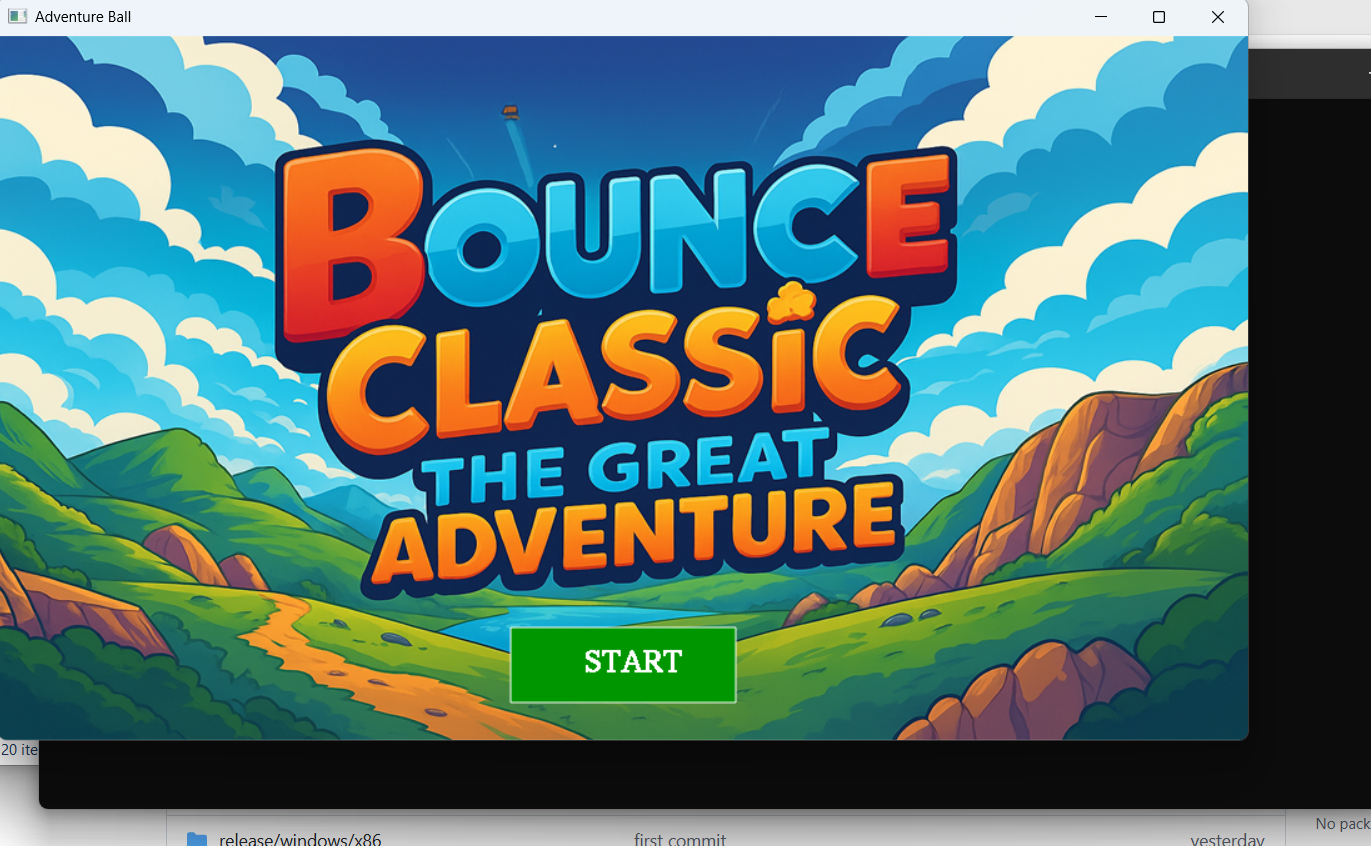 Adventure Ball
BOUNCE
CLASSiC
THE GREAT
ADVENTURE
START
20 ite
release/windows/x86 first commit yesterday
No pack